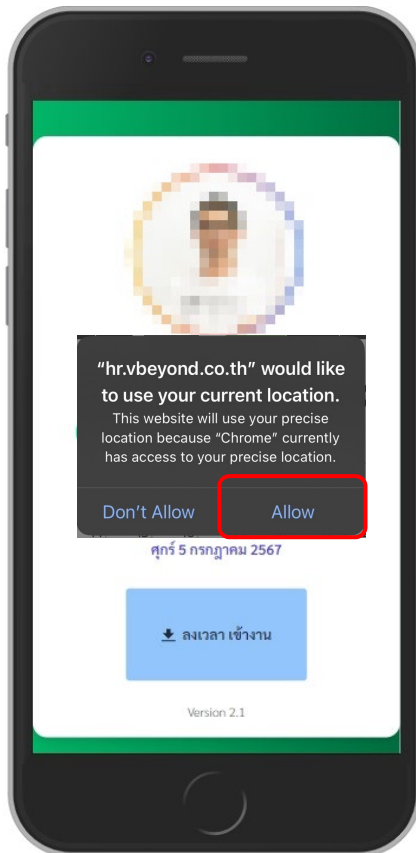 “hr.vbeyond.co.th” would like
to use your current location.
This website will use your precise
location because “Chrome” currently
has access to your precise location.
Don’t Allow
Allow
ศุกร์ 5 กรกฎาคม 2567
ลงเวลา เข้างาน
Version 2.1